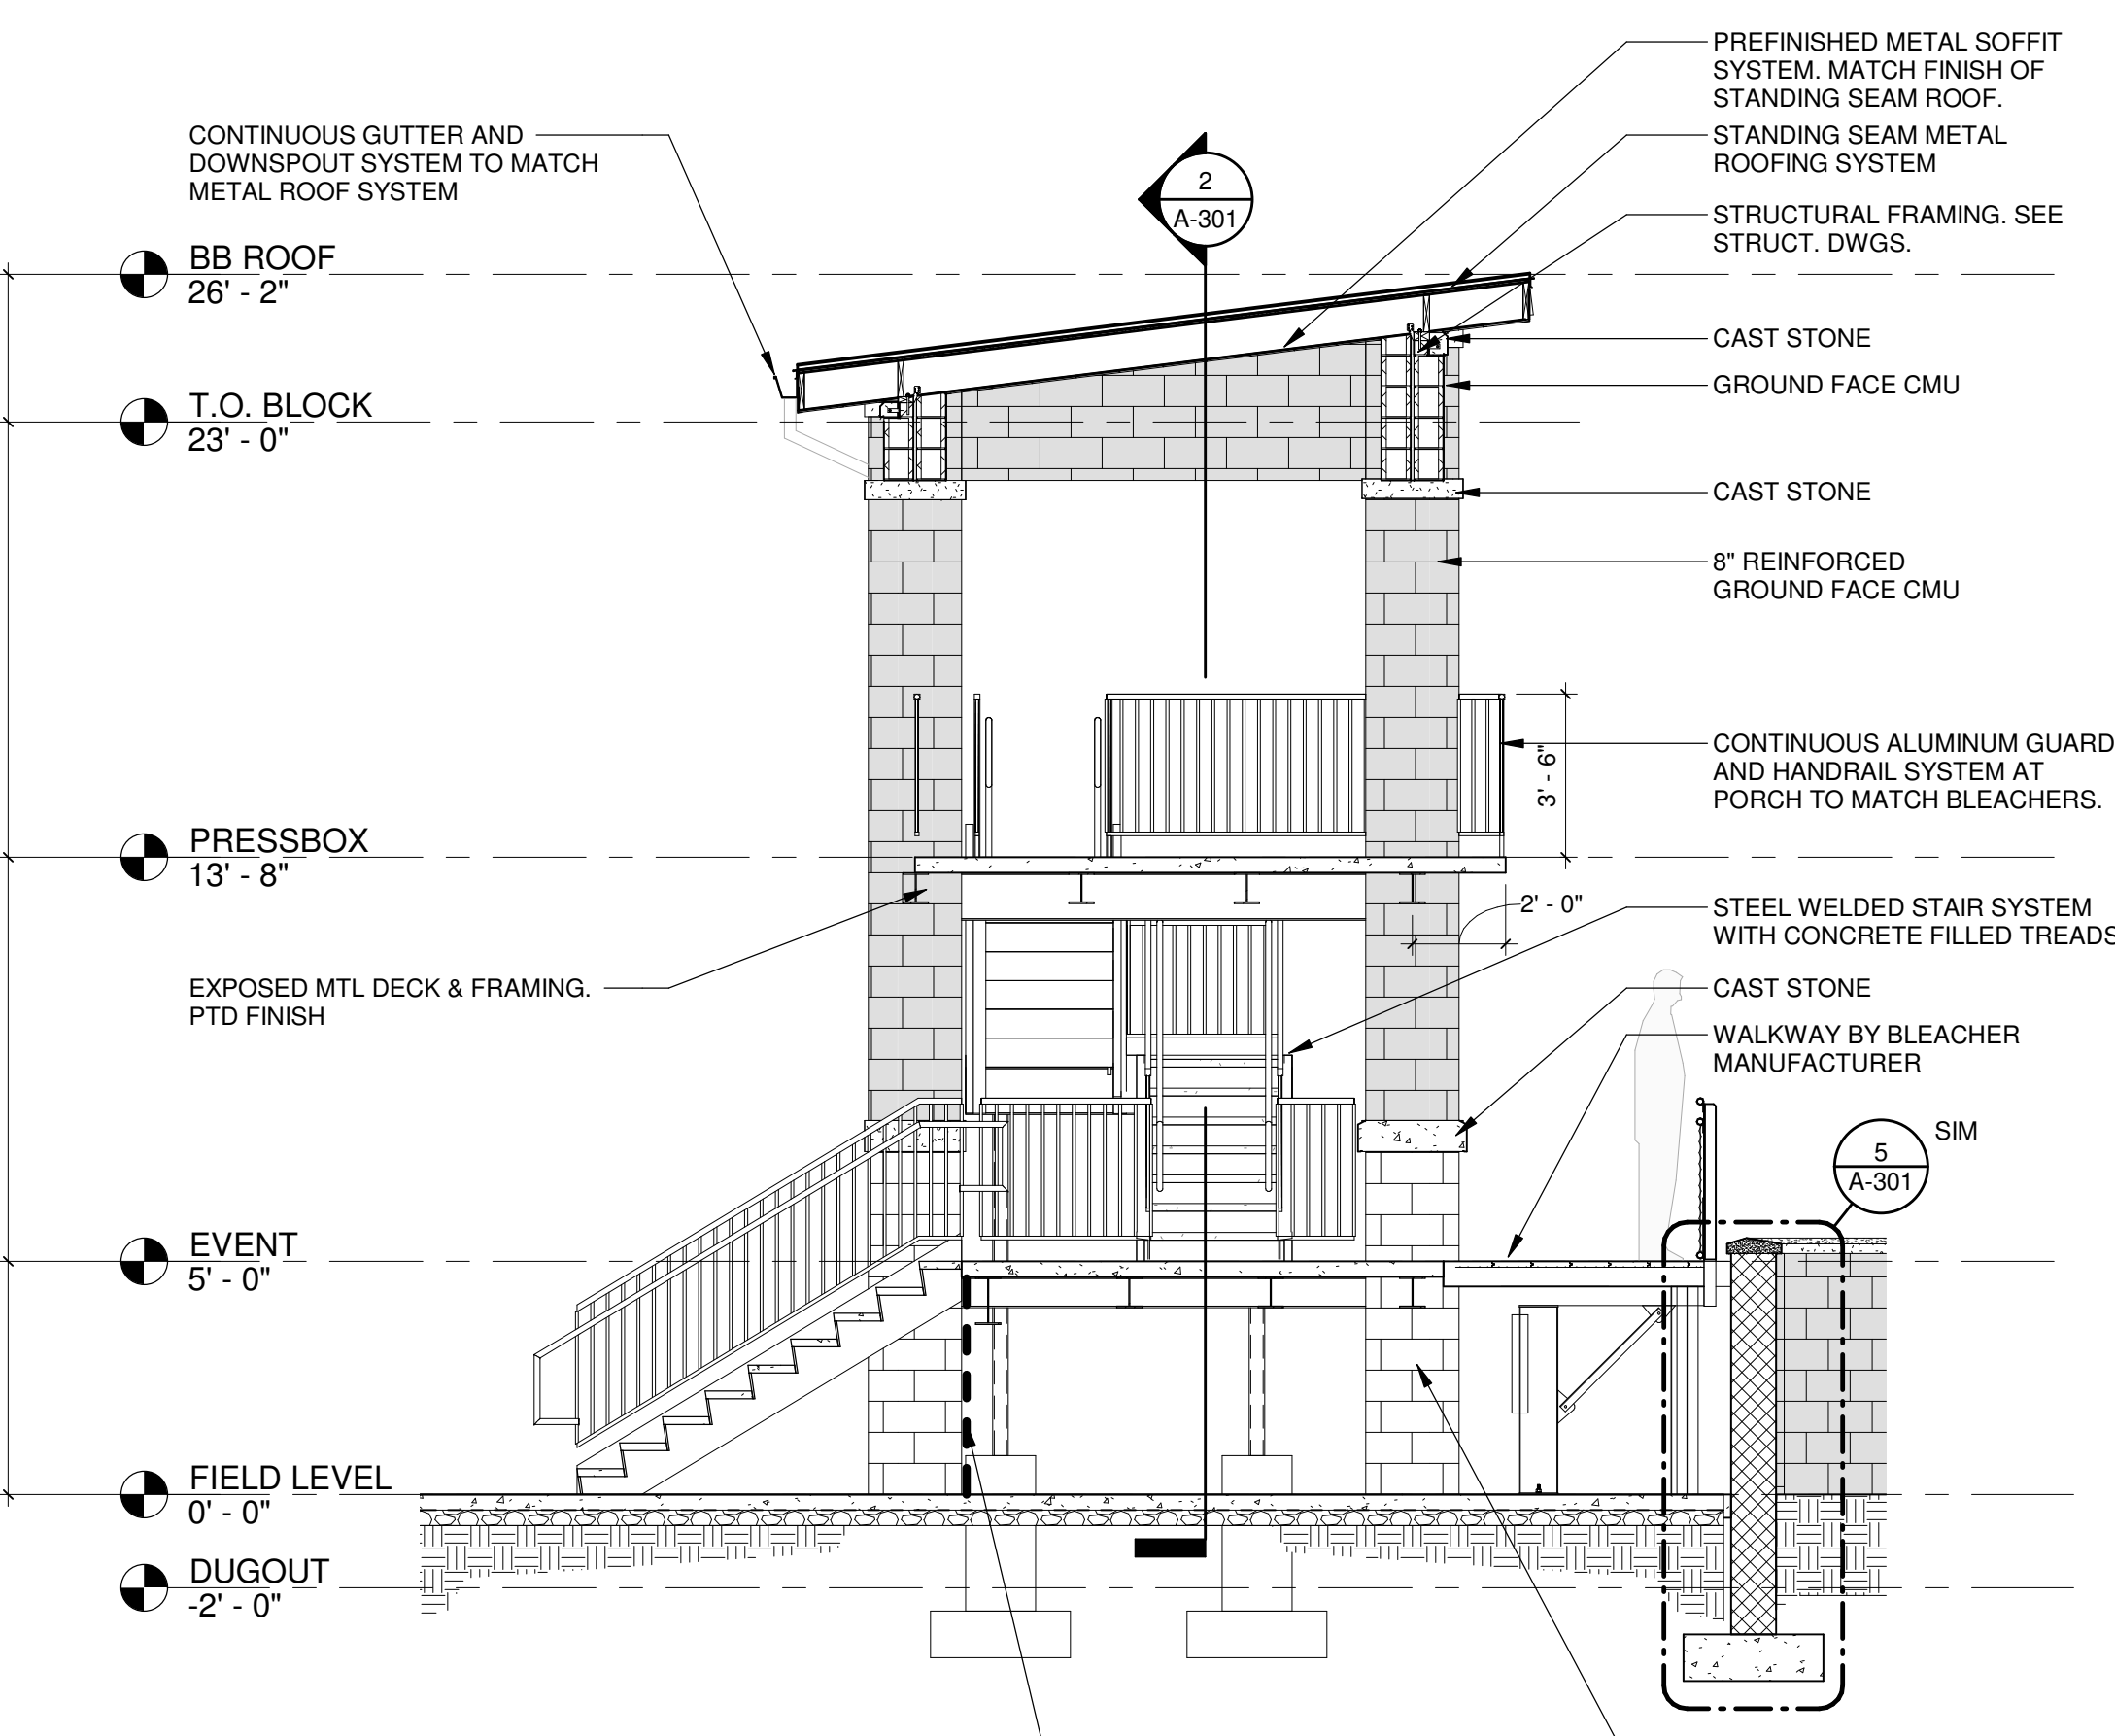 PREFINISHED METAL SOFFIT
SYSTEM. MATCH FINISH OF
STANDING SEAM ROOF.
CONTINUOUS GUTTER AND
DOWNSPOUT SYSTEM TO MATCH
METAL ROOF SYSTEM
STANDING SEAM METAL
ROOFING SYSTEM
2
A-301
STRUCTURAL FRAMING. SEE
STRUCT. DWGS.
BB ROOF
26' - 2"
CAST STONE
GROUND FACE CMU
T.O. BLOCK
23' - 0"
CAST STONE
8" REINFORCED
GROUND FACE CMU
3' - 6"
CONTINUOUS ALUMINUM GUARD
AND HANDRAIL SYSTEM AT
PORCH TO MATCH BLEACHERS.
PRESSBOX
13' - 8"
2' - 0"
STEEL WELDED STAIR SYSTEM
WITH CONCRETE FILLED TREADS
EXPOSED MTL DECK & FRAMING.
PTD FINISH
CAST STONE
WALKWAY BY BLEACHER
MANUFACTURER
5
A-301
SIM
EVENT
5' - 0"
FIELD LEVEL
0' - 0"
DUGOUT
-2' - 0"